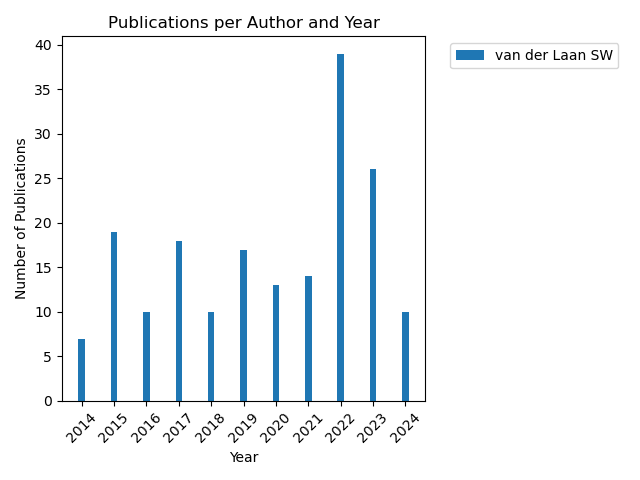 Publications per Author and Year
van der Laan SW
Number of Publications
40
35
30
25
20
15
10
5
0
2014 2015 2016 2017 2018 2019 2020 2021 2022 2023 2024
Year